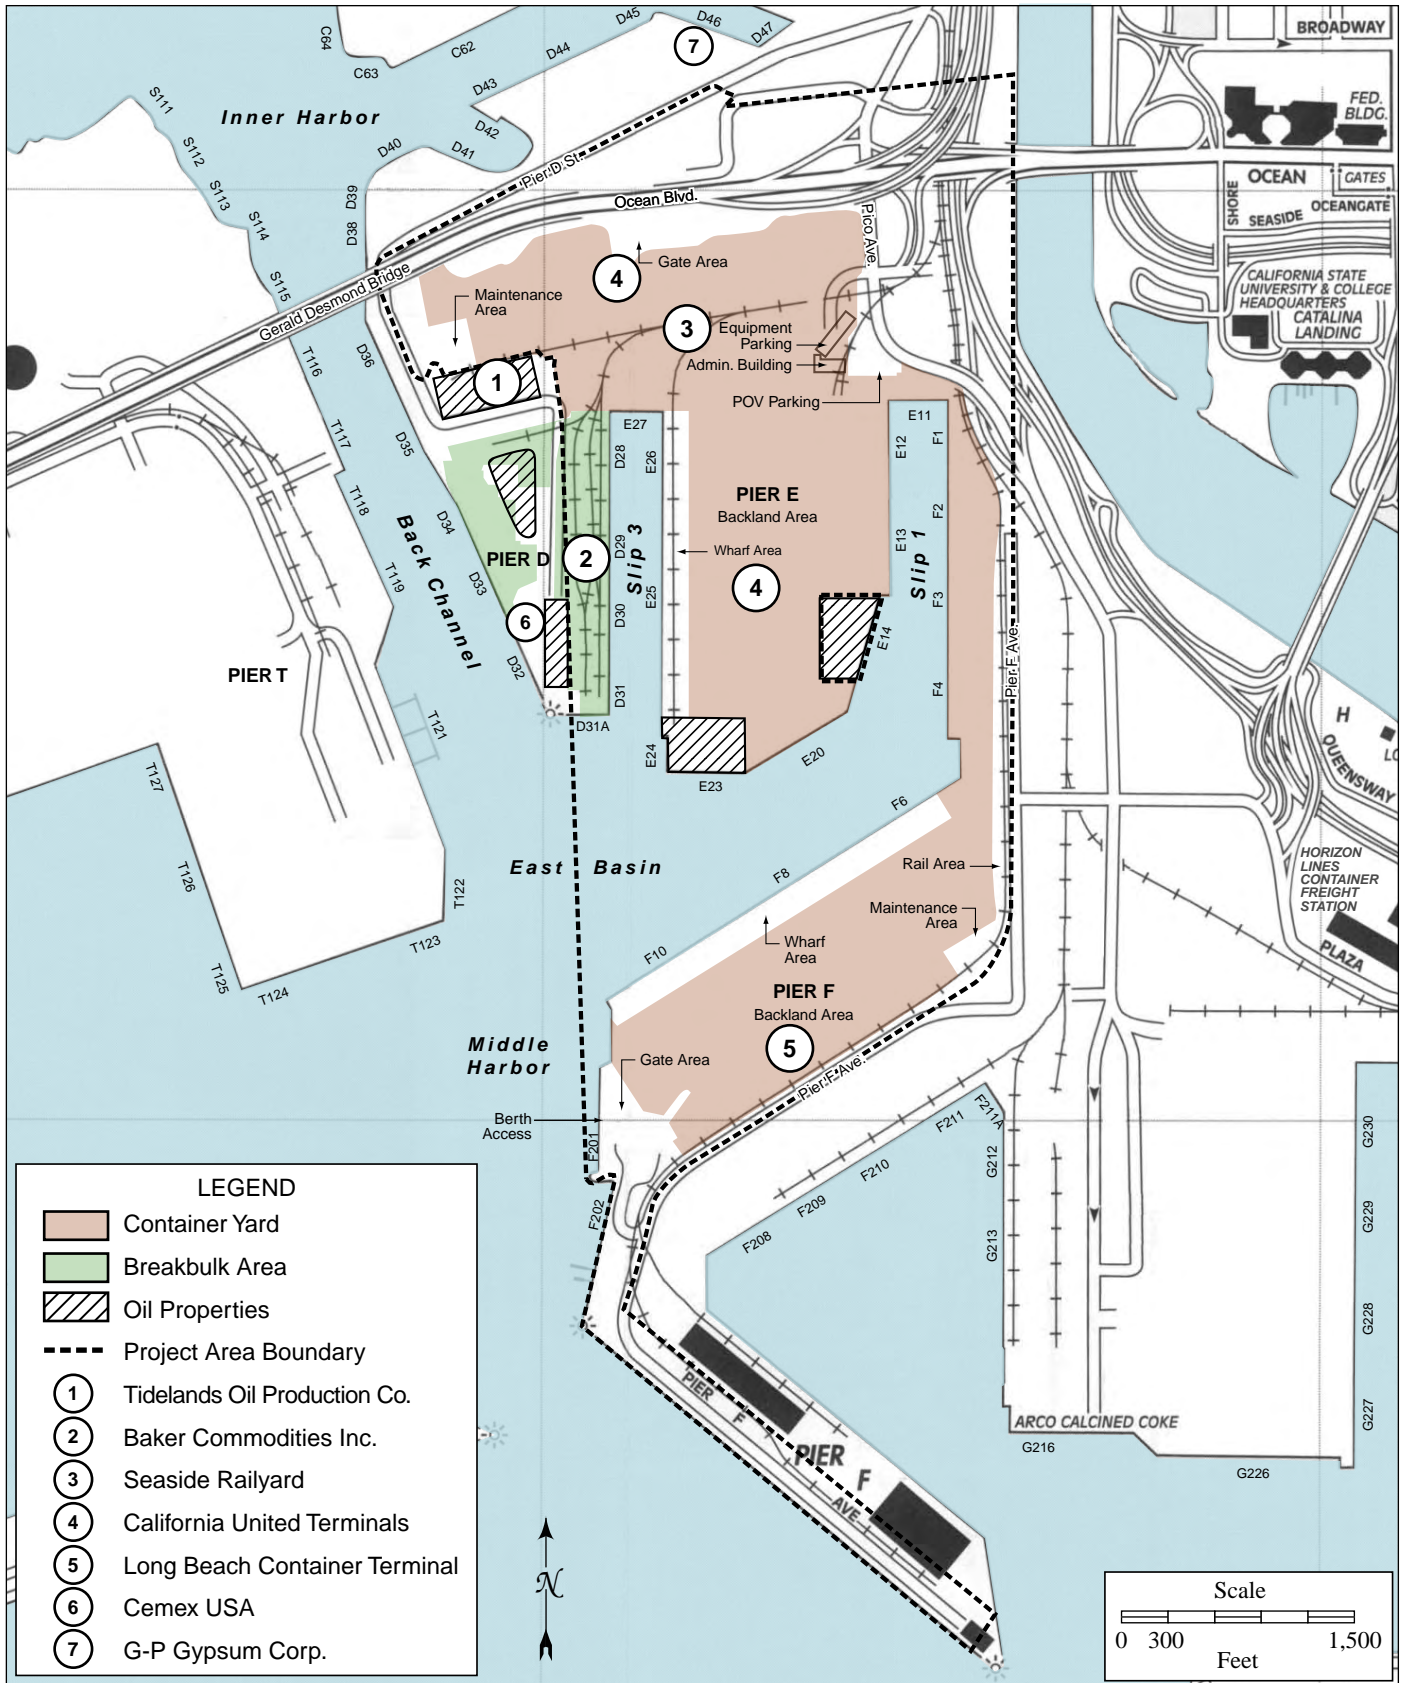 D45
D46
D47
BROADWAY
C64
C62
D44
7
C63
D43
S111
FED.
BLDG.
Inner Harbor
D42
S112
D40
D41
Pier D St.
OCEAN
GATES
S113
D39
Ocean Blvd.
SHORE
OCEANGATE
SEASIDE
S114
D38
Pico Ave.
Gate Area
4
S115
Gerald Desmond Bridge
CALIFORNIA STATE
UNIVERSITY & COLLEGE
HEADQUARTERS
CATALINA
LANDING
Maintenance
Area
3
Equipment
Parking
T116
D36
Admin. Building
1
POV Parking
E11
E27
T117
D35
D28
E26
E12
F1
T118
PIER E
Backland Area
D34
F2
Back Channel
PIER D
2
D29
Slip 3
Wharf Area
E13
Slip 1
T119
D33
4
E25
D30
F3
6
E14
Pier F Ave.
D32
PIER T
D31
F4
T121
D31A
H
QUEENSWAY
LO
T127
E24
E20
E23
F6
East Basin
F8
Rail Area
HORIZON
LINES
CONTAINER
FREIGHT
STATION
T126
T122
Maintenance
Area
T123
Wharf
Area
F10
PLAZA
T125
T124
PIER F
Backland Area
Middle
Harbor
5
Gate Area
Pier F Ave.
F211A
Berth
Access
F211
F201
G230
F210
G212
F202
F209
G229
F208
G213
G228
PIER
F
AVE
PIER
F
G227
ARCO CALCINED COKE
G216
G226
LEGEND
Container Yard
Breakbulk Area
Oil Properties
Project Area Boundary
1 Tidelands Oil Production Co.
2 Baker Commodities Inc.
3 Seaside Railyard
4 California United Terminals
5 Long Beach Container Terminal
6 Cemex USA
7 G-P Gypsum Corp.
N
Scale
0 300 1,500
Feet